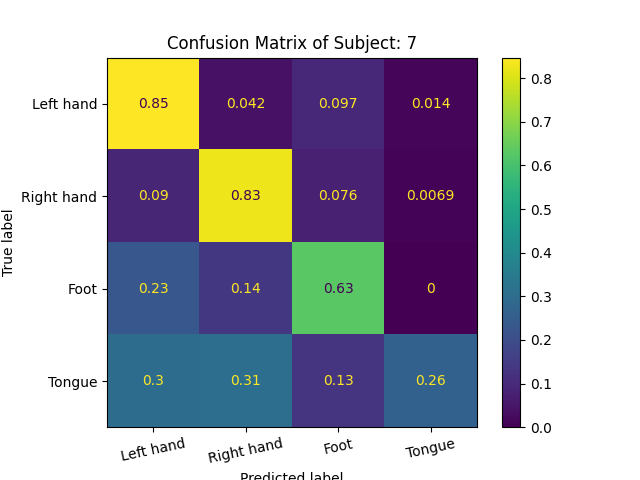 Confusion Matrix of Subject: 7
True label
Left hand 0.85 0.042 0.097 0.014
Right hand 0.09 0.83 0.076 0.0069
Foot 0.23 0.14 0.63 0
Tongue 0.3 0.31 0.13 0.26
Left hand Right hand Foot Tongue
Predicted label
0.8
0.7
0.6
0.5
0.4
0.3
0.2
0.1
0.0